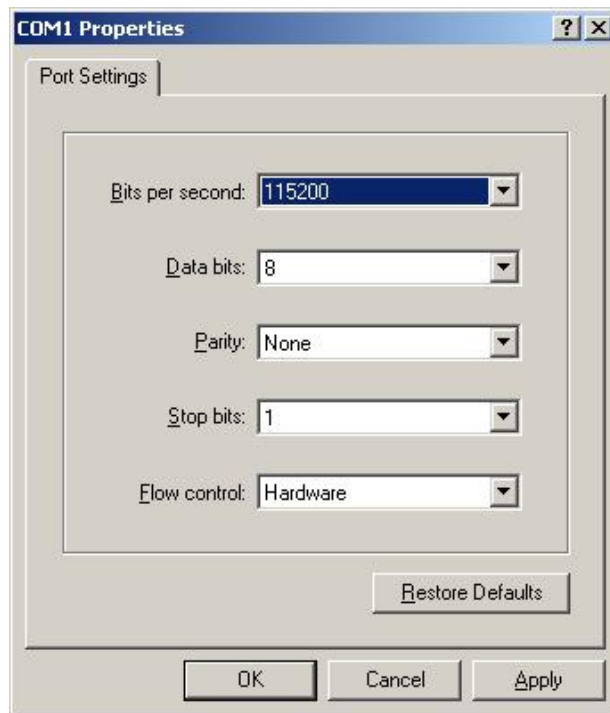 COM1 Properties
Port Settings
Bits per second: 115200
Data bits: 8
Parity: None
Stop bits: 1
Flow control: Hardware
Restore Defaults
OK Cancel Apply